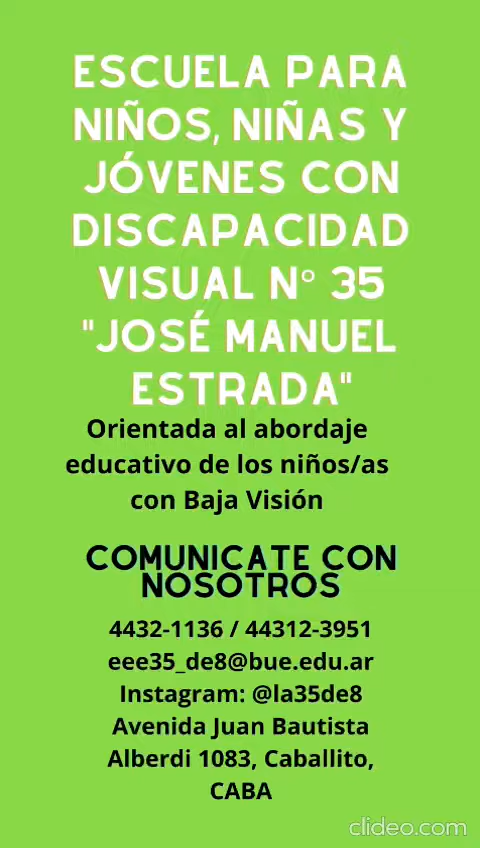 ESCUELA PARA
NIÑOS, NIÑAS Y
JÓVENES CON
DISCAPACIDAD
VISUAL N° 35
"JOSÉ MANUEL
ESTRADA"
Orientada al abordaje
educativo de los niños/as
con Baja Visión
COMUNICATE CON
NOSOTROS
4432-1136 / 44312-3951
eee35_de8@bue.edu.ar
Instagram: @la35de8
Avenida Juan Bautista
Alberdi 1083, Caballito,
CABA
clideo.com